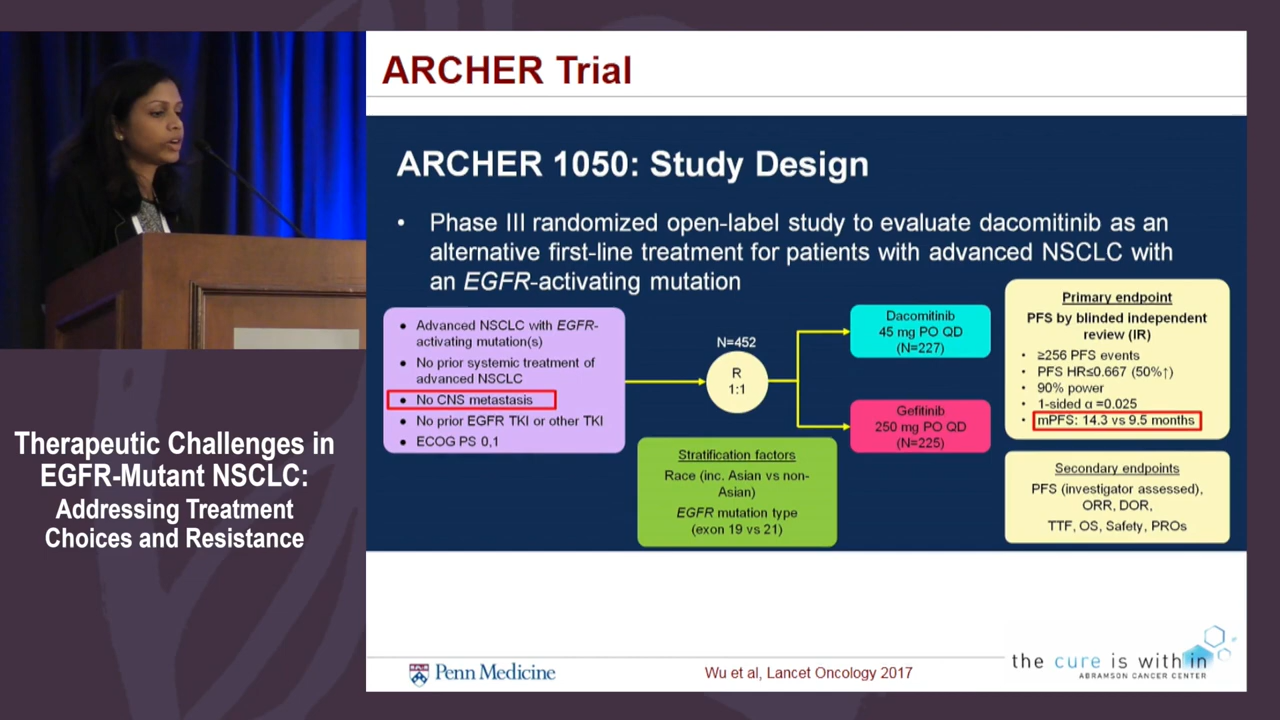 ARCHER Trial
ARCHER 1050: Study Design
• Phase III randomized open-label study to evaluate dacomitinib as an
alternative first-line treatment for patients with advanced NSCLC with
an EGFR-activating mutation
• Advanced NSCLC with EGFR-
activating mutation(s)
• No prior systemic treatment of
advanced NSCLC
• No CNS metastasis
• No prior EGFR TKI or other TKI
• ECOG PS 0,1
N=452
R
1:1
Dacomitinib
45 mg PO QD
(N=227)
Gefitinib
250 mg PO QD
(N=225)
Stratification factors
Race (inc. Asian vs non-
Asian)
EGFR mutation type
(exon 19 vs 21)
Primary endpoint
PFS by blinded independent
review (IR)
• ≥256 PFS events
• PFS HR≤0.667 (50%↑)
• 90% power
• 1-sided α =0.025
• mPFS: 14.3 vs 9.5 months
Secondary endpoints
PFS (investigator assessed),
ORR, DOR,
TTF, OS, Safety, PROs
Therapeutic Challenges in
EGFR-Mutant NSCLC:
Addressing Treatment
Choices and Resistance
Penn Medicine
Wu et al, Lancet Oncology 2017
the cure is within
ABRAMSON CANCER CENTER